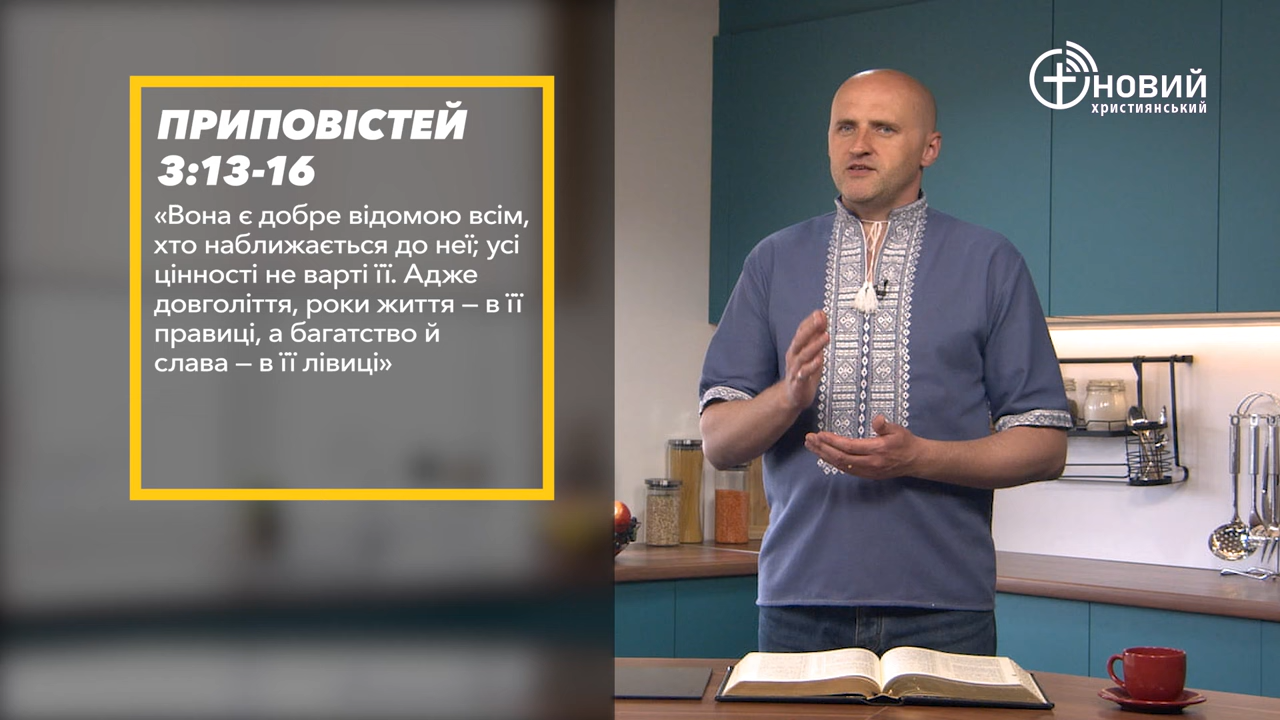 ПРИПОВІСТЕЙ
3:13-16
«Вона є добре відомою всім,
хто наближається до неї; усі
цінності не варті її. Адже
довголіття, роки життя — в її
правиці, а багатство й
слава — в її лівиці»
НОВИЙ
християнський